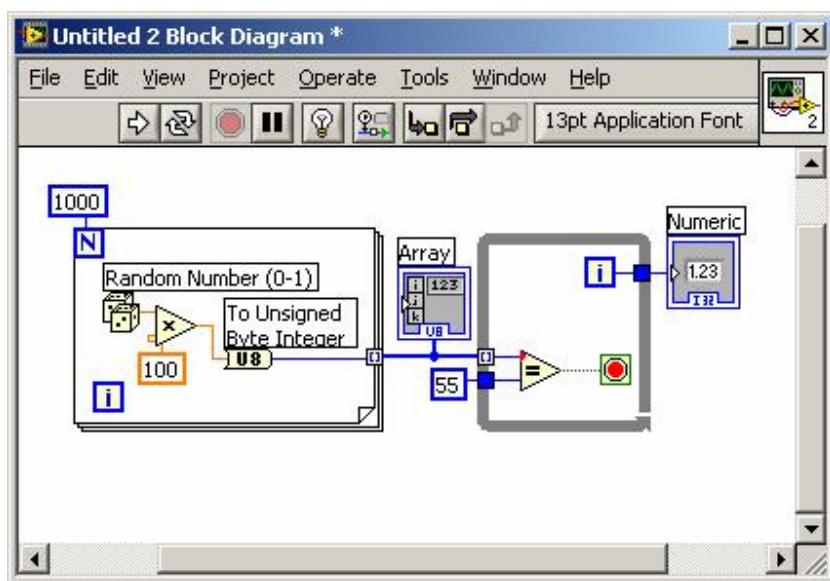 Untitled 2 Block Diagram *
File Edit View Project Operate Tools Window Help
13pt Application Font
2
1000
N
Random Number (0-1)
To Unsigned
Byte Integer
U8
100
i
Array
i 123
j
k
U8
55
i
Numeric
1.23
I32